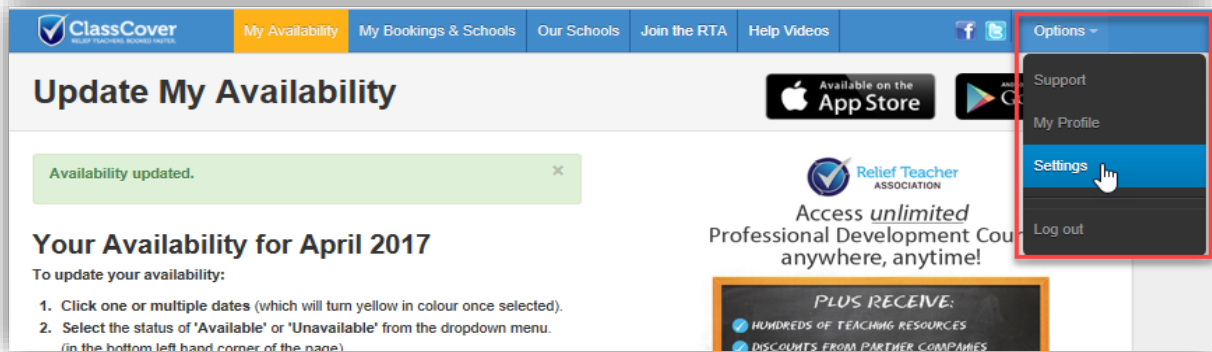 ClassCover
RELIEF TEACHERS. BOOKED FASTER.
My Availability
My Bookings & Schools
Our Schools
Join the RTA
Help Videos
Options
Update My Availability
Available on the
App Store
Support
My Profile
Settings
Log out
Availability updated.
×
Relief Teacher
ASSOCIATION
Access unlimited
Professional Development
anywhere, anytime!
Your Availability for April 2017
To update your availability:
1. Click one or multiple dates (which will turn yellow in colour once selected).
2. Select the status of 'Available' or 'Unavailable' from the dropdown menu.
(in the bottom left hand corner of the page)
PLUS RECEIVE:
HUNDREDS OF TEACHING RESOURCES
DISCOUNTS FROM PARTNER COMPANIES